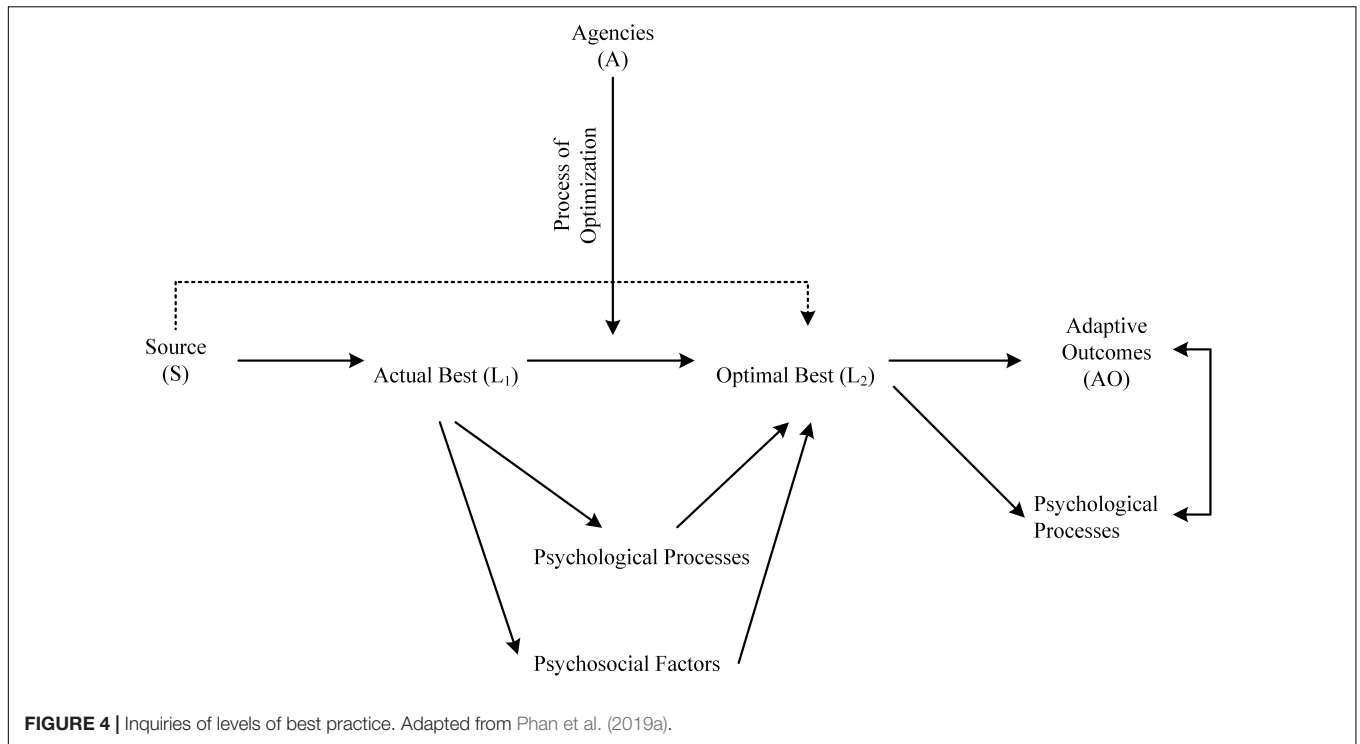 Agencies
(A)
Process of
Optimization
Source
(S)
Actual Best (L₁)
Optimal Best (L₂)
Adaptive
Outcomes
(AO)
Psychological Processes
Psychological
Processes
Psychosocial Factors
FIGURE 4 | Inquiries of levels of best practice. Adapted from Phan et al. (2019a).